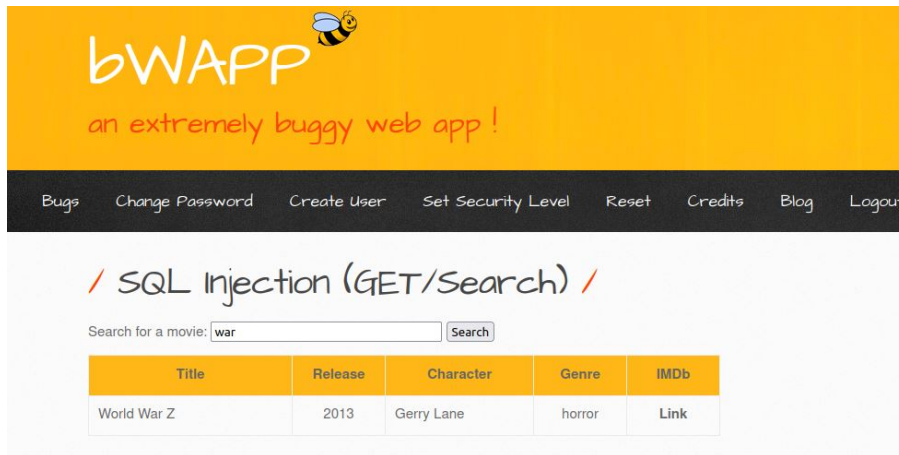 bWAPP
an extremely buggy web app !
Bugs Change Password Create User Set Security Level Reset Credits Blog Logout
/ SQL Injection (GET/Search) /
Search for a movie: war Search
Title Release Character Genre IMDb
World War Z 2013 Gerry Lane horror Link